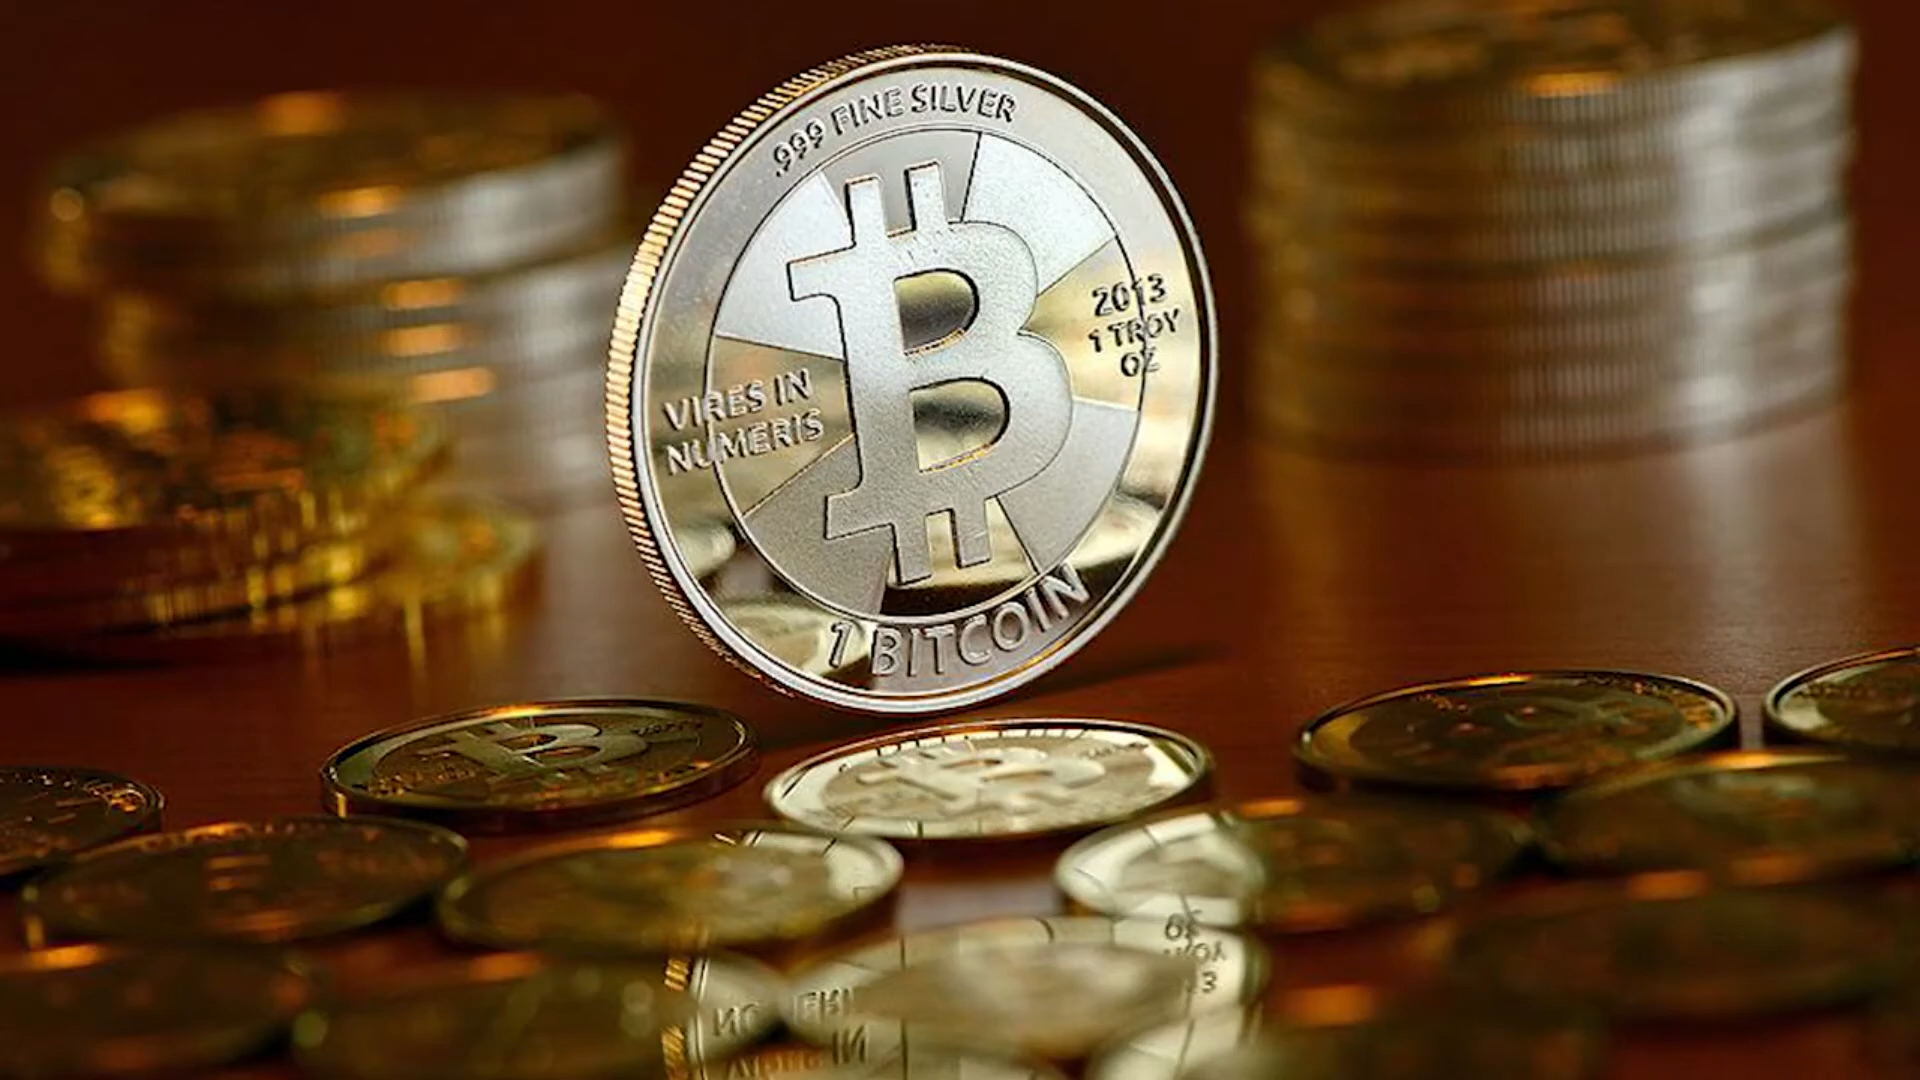 .999 FINE SILVER
2013
1 TROY
OZ
VIRES IN
NUMERIS
1 BITCOIN